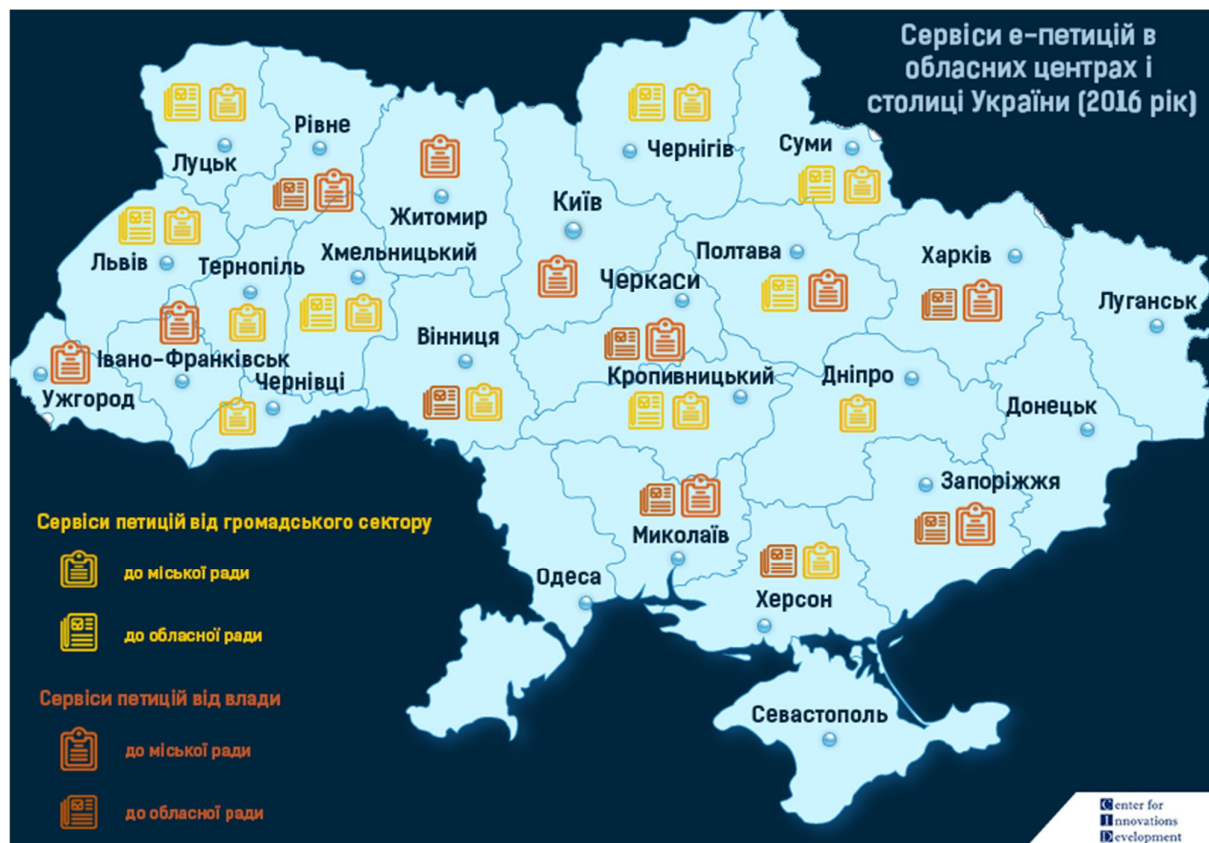 Сервіси е-петицій в
обласних центрах і
столиці України (2016 рік)
Рівне
Луцьк
Чернігів
Суми
Житомир
Київ
Львів
Тернопіль
Хмельницький
Полтава
Харків
Черкаси
Луганськ
Вінниця
Івано-Франківськ
Чернівці
Ужгород
Кропивницький
Дніпро
Донецьк
Запоріжжя
Миколаїв
Одеса
Херсон
Севастополь
Сервіси петицій від громадського сектору
до міської ради
до обласної ради
Сервіси петицій від влади
до міської ради
до обласної ради
Center for
Innovations
Development